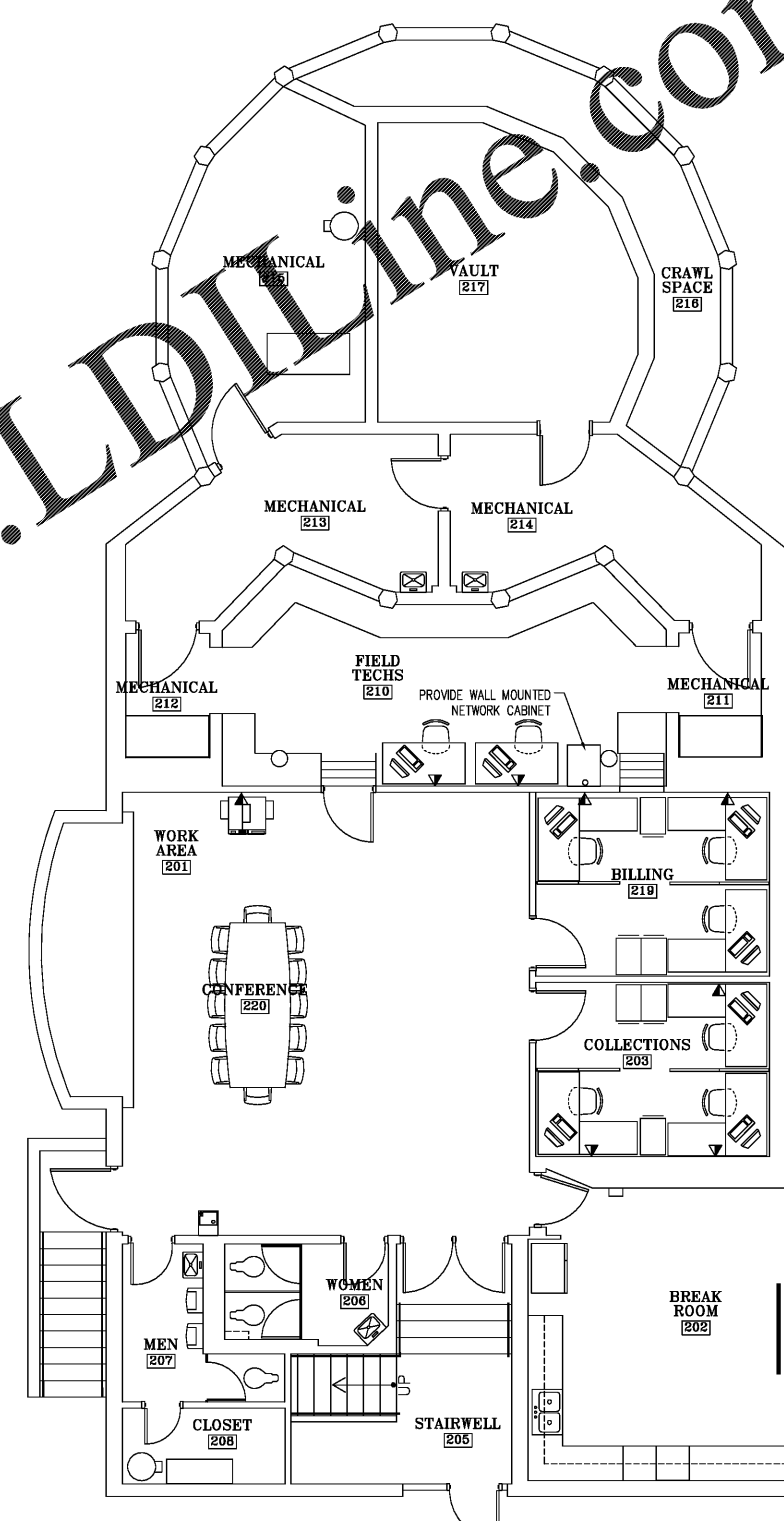 .LDILine.com
MECHANICAL
215
VAULT
217
CRAWL
SPACE
216
MECHANICAL
213
MECHANICAL
214
FIELD
TECHS
210
PROVIDE WALL MOUNTED
NETWORK CABINET
MECHANICAL
212
MECHANICAL
211
WORK
AREA
201
BILLING
219
CONFERENCE
220
COLLECTIONS
203
WOMEN
206
BREAK
ROOM
202
MEN
207
UP
CLOSET
208
STAIRWELL
205